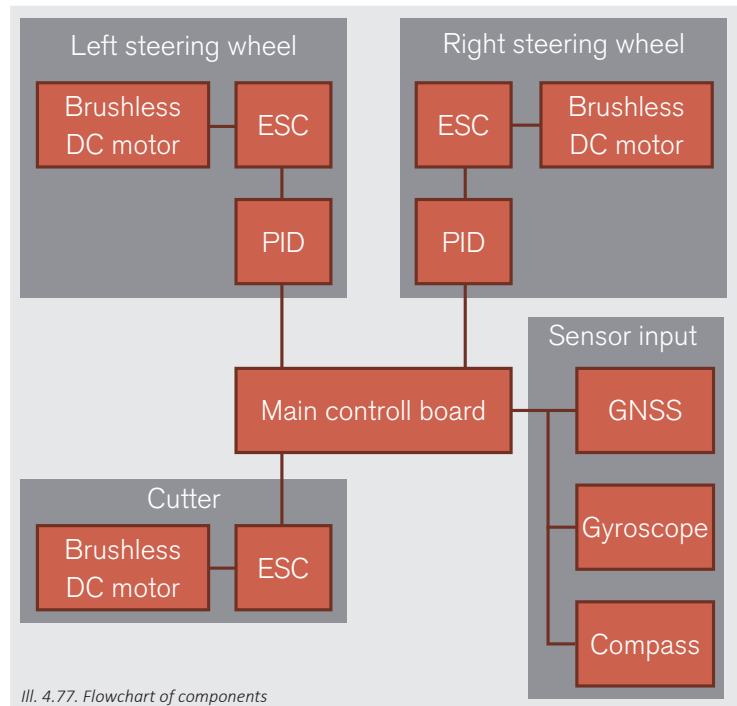 Left steering wheel
Brushless
DC motor
ESC
PID
Right steering wheel
ESC
Brushless
DC motor
PID
Main controll board
Sensor input
GNSS
Gyroscope
Compass
Cutter
Brushless
DC motor
ESC
Ill. 4.77. Flowchart of components